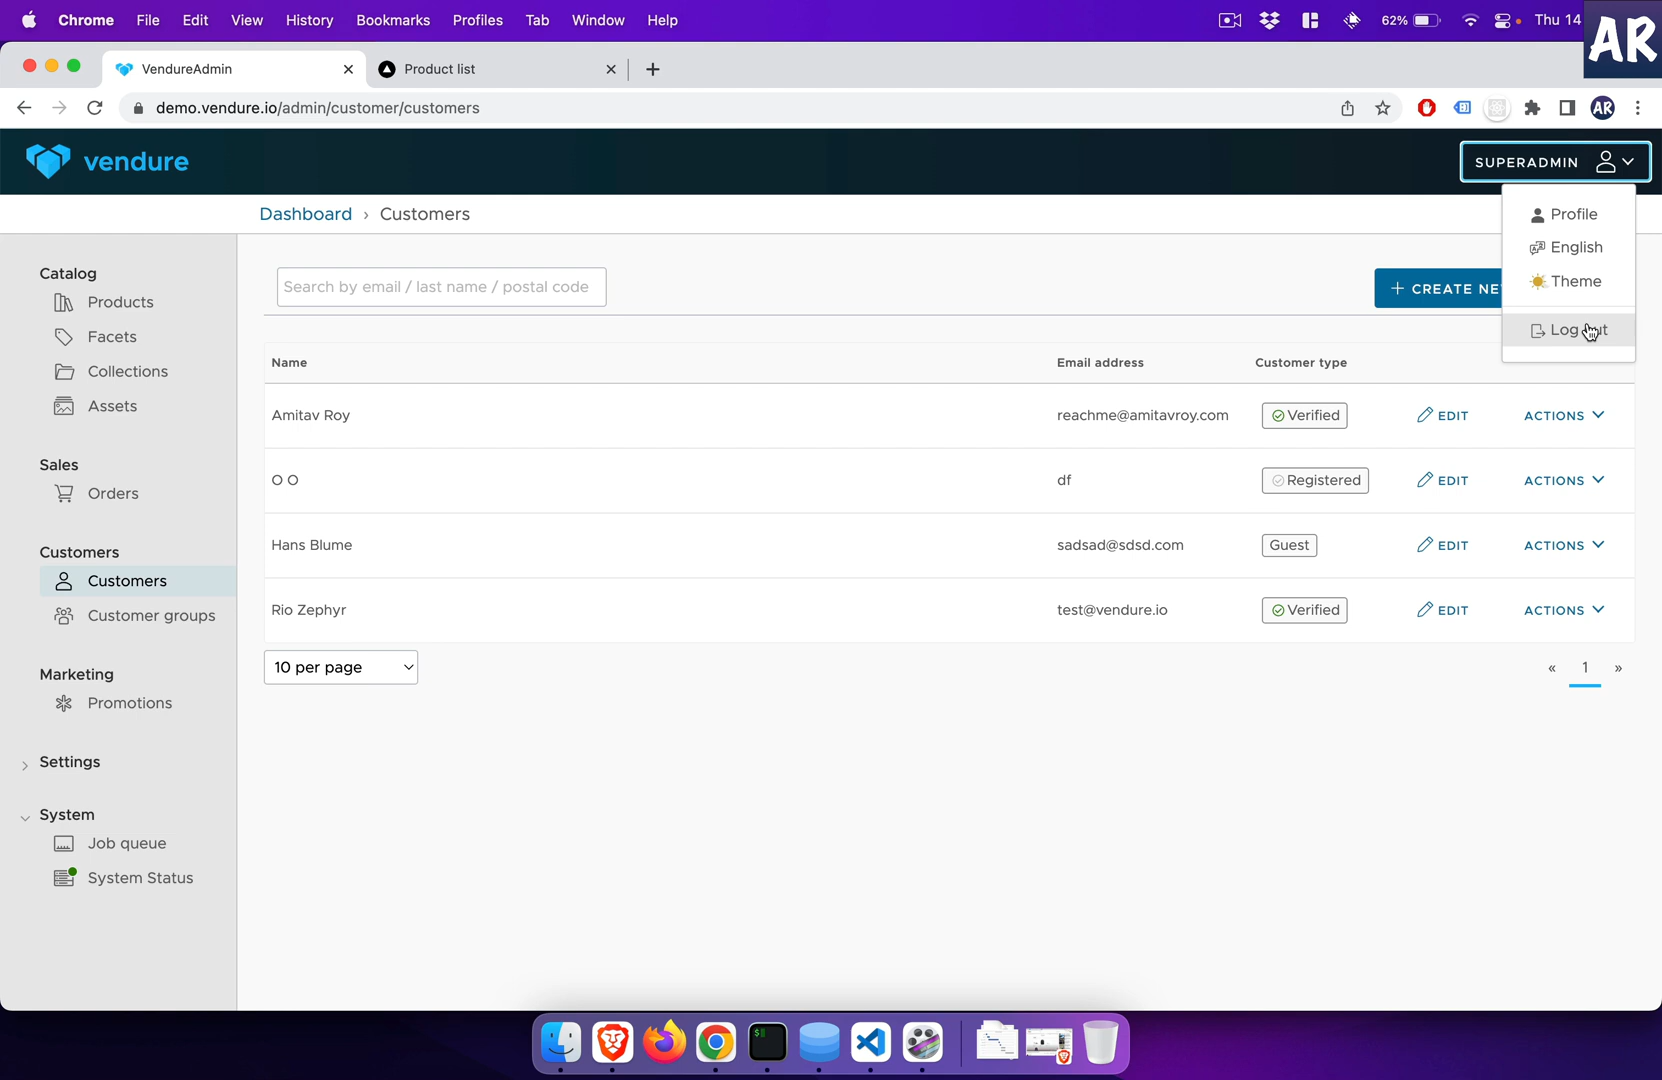 Chrome File Edit View History Bookmarks Profiles Tab Window Help 62% Thu 14
AR
VendureAdmin Product list
demo.vendure.io/admin/customer/customers AR
vendure SUPERADMIN
Dashboard › Customers
Profile
English
Theme
Catalog
Products
Facets
Collections
Assets
Sales
Orders
Customers
Customers
Customer groups
Marketing
Promotions
Settings
System
Job queue
System Status
Search by email / last name / postal code + CREATE NE
Log
Name Email address Customer type
Amitav Roy reachme@amitavroy.com Verified EDIT ACTIONS
O O df Registered EDIT ACTIONS
Hans Blume sadsad@sdsd.com Guest EDIT ACTIONS
Rio Zephyr test@vendure.io Verified EDIT ACTIONS
10 per page « 1 »